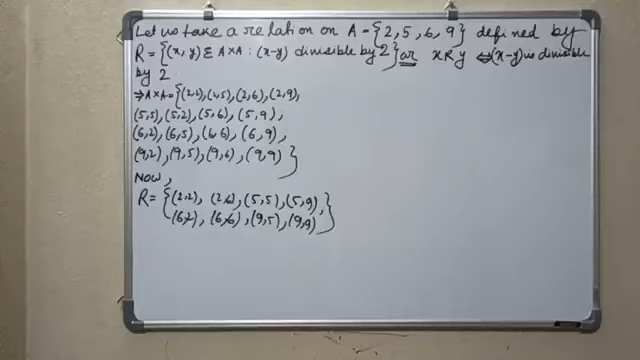 Let us take a relation on A = {2, 5, 6, 9} defined by
R = {(x, y) ∈ A×A : (x-y) divisible by 2} or x R y ⇔ (x-y) is divisible
by 2
⇒ A×A = {(2,2), (2,5), (2,6), (2,9),
(5,5), (5,2), (5,6), (5,9),
(6,2), (6,5), (6,6), (6,9),
(9,2), (9,5), (9,6), (9,9)}
NOW,
R = {(2,2), (2,6), (5,5), (5,9),
(6,2), (6,6), (9,5), (9,9)}